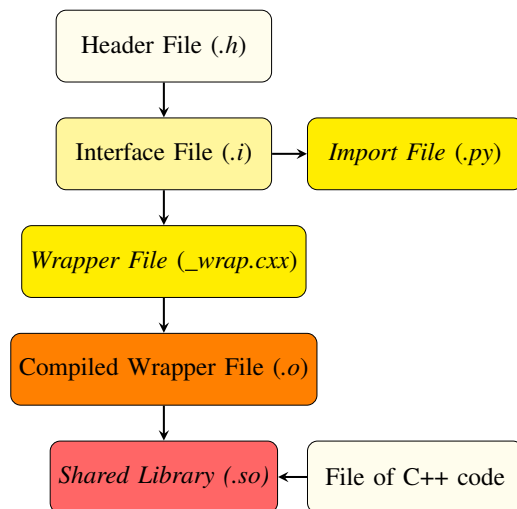 Header File (.h)
Interface File (.i)
Import File (.py)
Wrapper File (_wrap.cxx)
Compiled Wrapper File (.o)
Shared Library (.so)
File of C++ code